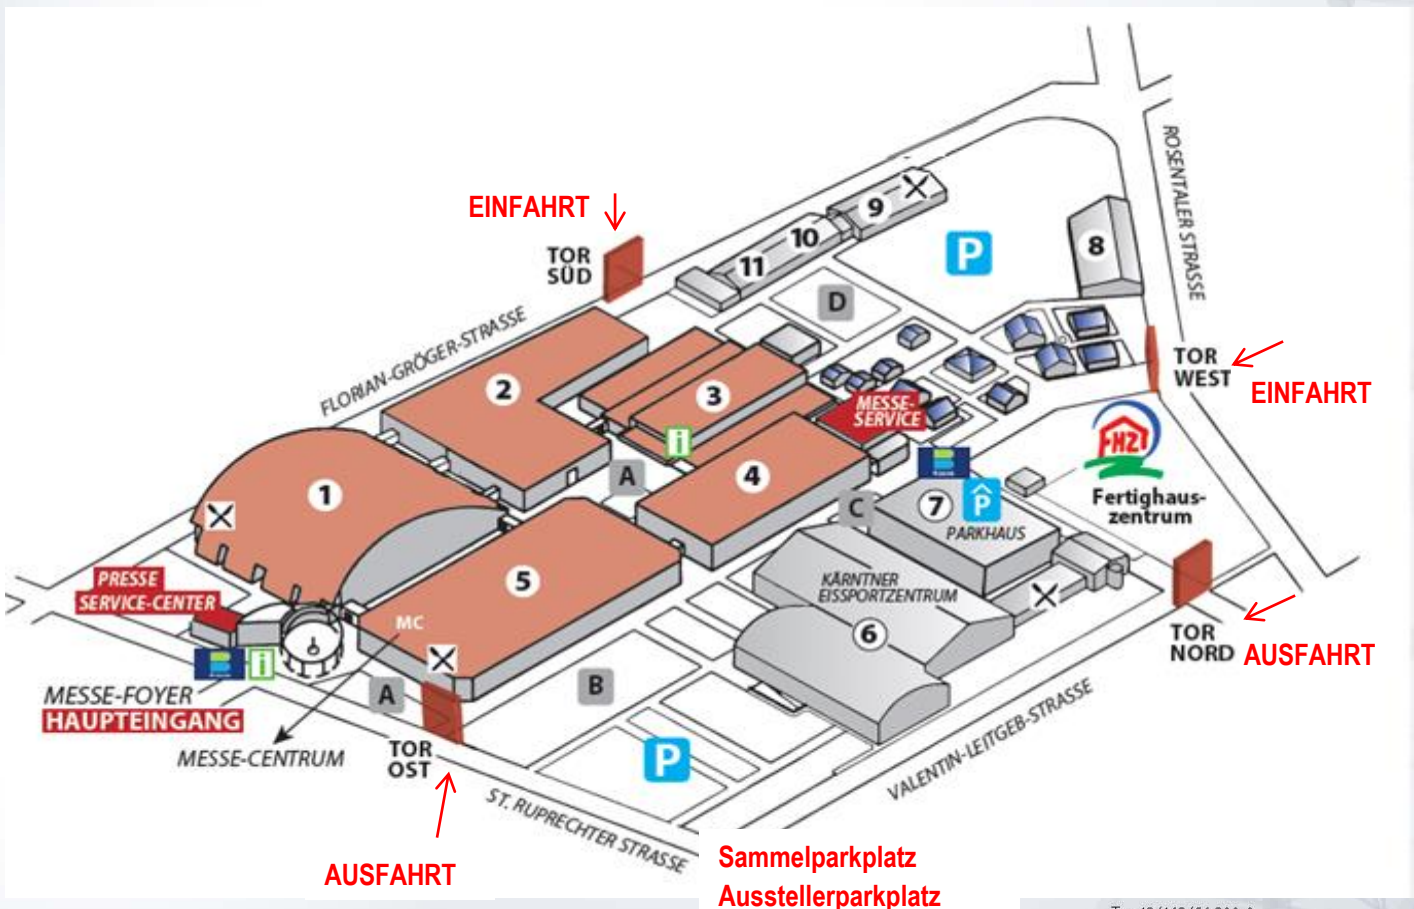 ROSENTALER STRASSE
EINFAHRT
TOR
SÜD
9
10
11
8
P
D
FLORIAN-GRÖGER-STRASSE
2
3
TOR
WEST
EINFAHRT
MESSE-
SERVICE
i
FHZ
Fertighaus-
zentrum
1
A
4
C
7
P
PARKHAUS
5
MC
KÄRNTNER
EISSPORTZENTRUM
6
PRESSE
SERVICE-CENTER
i
TOR
NORD
AUSFAHRT
MESSE-FOYER
HAUPTEINGANG
A
B
MESSE-CENTRUM
TOR
OST
P
VALENTIN-LEITGEB-STRASSE
ST. RUPRECHTER STRASSE
AUSFAHRT
Sammelparkplatz
Ausstellerparkplatz